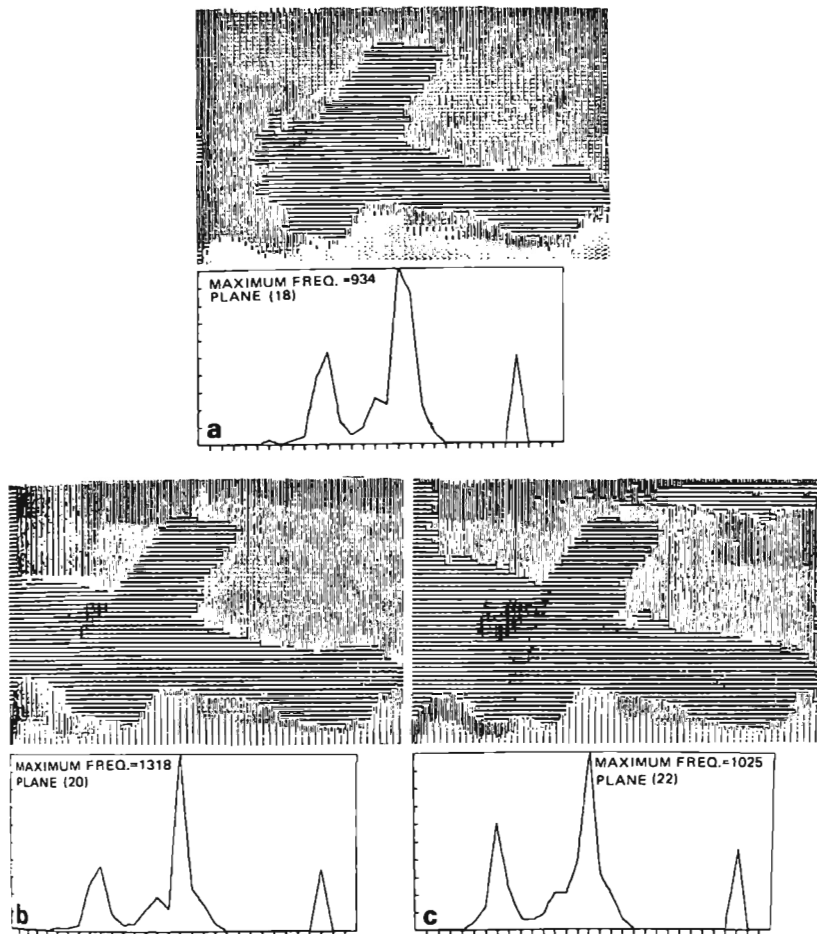 MAXIMUM FREQ. =934
PLANE (18)
a
MAXIMUM FREQ.=1318
PLANE (20)
b
MAXIMUM FREQ.=1025
PLANE (22)
c